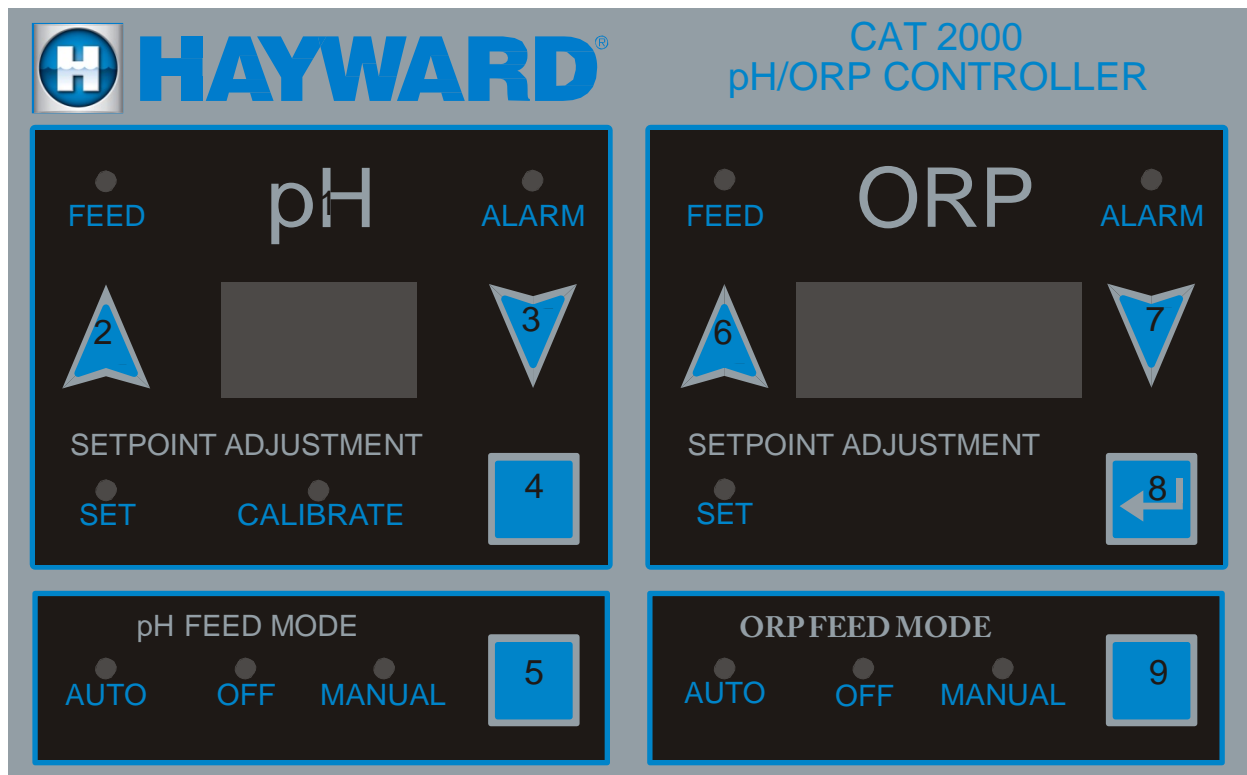 H HAYWARD®
CAT 2000
pH/ORP CONTROLLER
FEED
pH
1
ALARM
2
3
SETPOINT ADJUSTMENT
SET
CALIBRATE
4
FEED
ORP
ALARM
6
7
SETPOINT ADJUSTMENT
SET
8
pH FEED MODE
AUTO
OFF
MANUAL
5
ORP FEED MODE
AUTO
OFF
MANUAL
9